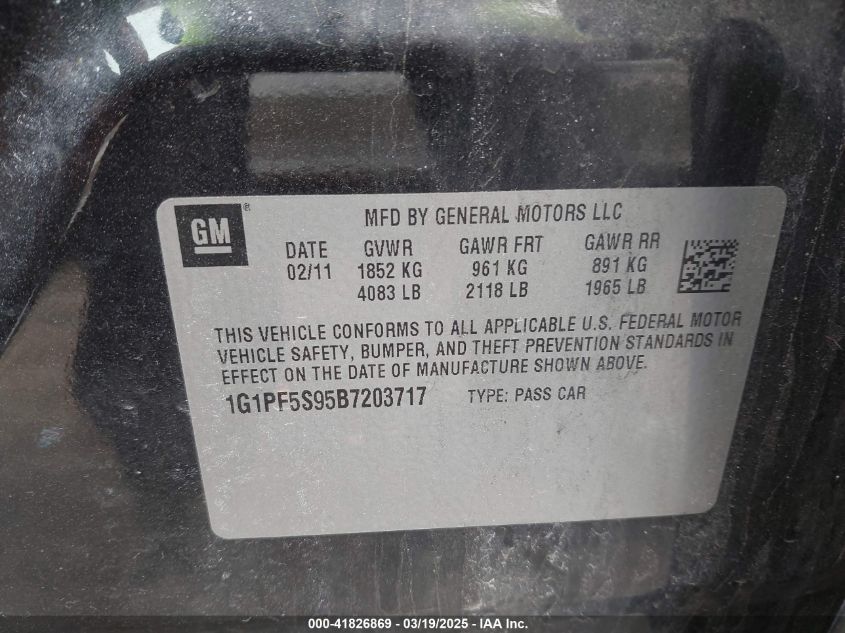 GM
®
MFD BY GENERAL MOTORS LLC
DATE GVWR GAWR FRT GAWR RR
02/11 1852 KG 961 KG 891 KG
4083 LB 2118 LB 1965 LB
THIS VEHICLE CONFORMS TO ALL APPLICABLE U.S. FEDERAL MOTOR
VEHICLE SAFETY, BUMPER, AND THEFT PREVENTION STANDARDS IN
EFFECT ON THE DATE OF MANUFACTURE SHOWN ABOVE.
1G1PF5S95B7203717 TYPE: PASS CAR
000-41826869 / 03/19/2025 - IAA Inc.